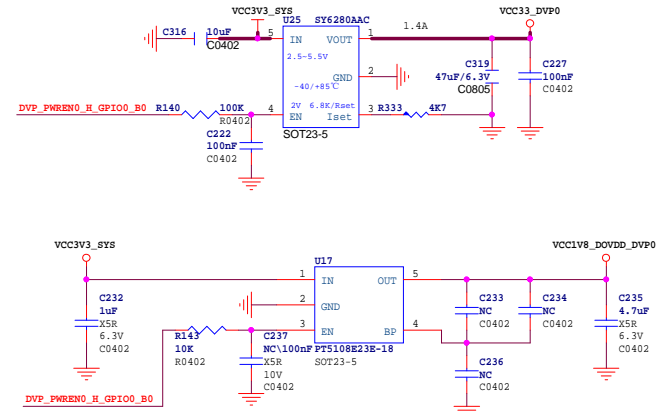 VCC3V3_SYS
VCC33_DVP0
C316
10uF
C0402
U25
SY6280AAC
1.4A
5
IN
VOUT
1
2.5-5.5V
GND
2
-40/+85℃
2V
6.8K/Rset
4
EN
Iset
3
SOT23-5
C319
47uF/6.3V
C0805
C227
100nF
C0402
DVP_PWREN0_H_GPIO0_B0
R140
100K
R0402
C222
100nF
C0402
R333
4K7
VCC3V3_SYS
VCC1V8_DOVDD_DVP0
U17
1
IN
OUT
5
2
GND
3
EN
BP
4
PT5108E23E-18
SOT23-5
C232
1uF
X5R
6.3V
C0402
R143
10K
R0402
C237
NC\100nF
X5R
10V
C0402
C233
NC
C0402
C234
NC
C0402
C235
4.7uF
X5R
6.3V
C0402
C236
NC
C0402
DVP_PWREN0_H_GPIO0_B0